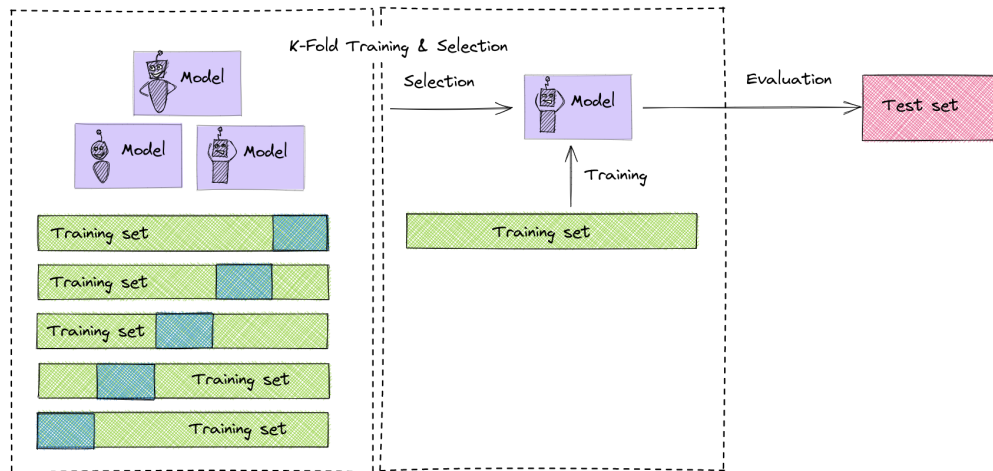 K-Fold Training & Selection
Model
Model
Model
Training set
Training set
Training set
Training set
Training set
Selection
Model
Training
Training set
Evaluation
Test set